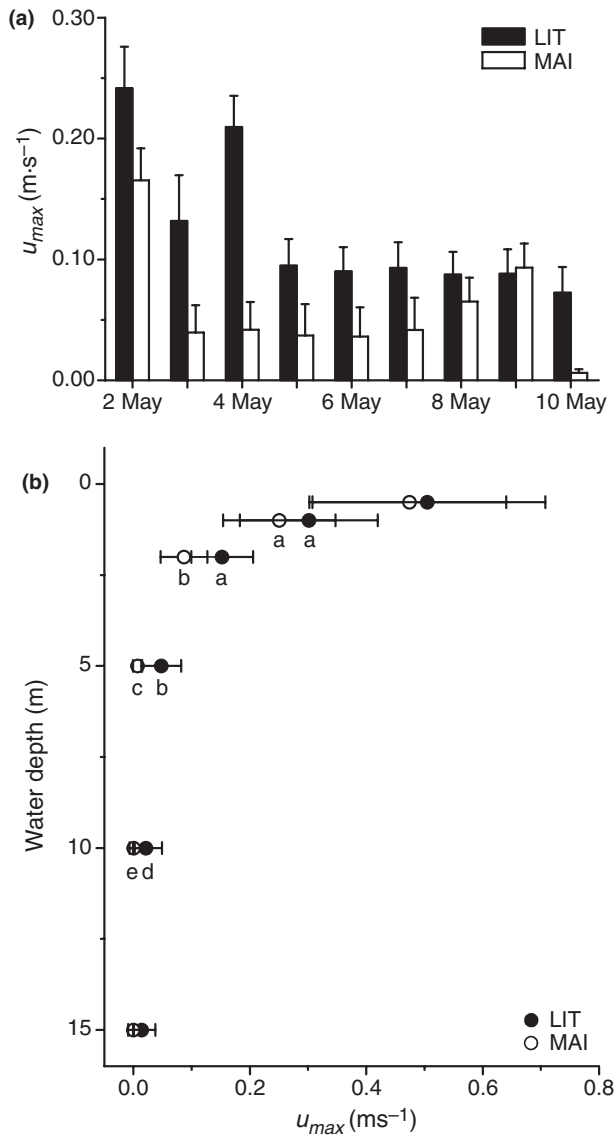 (a)
0.30
0.20
0.10
0.00
u_max (m·s⁻¹)
LIT
MAI
2 May
4 May
6 May
8 May
10 May
(b)
0
5
10
15
Water depth (m)
a a
b a
c b
e d
LIT
MAI
0.0
0.2
0.4
0.6
0.8
u_max (ms⁻¹)